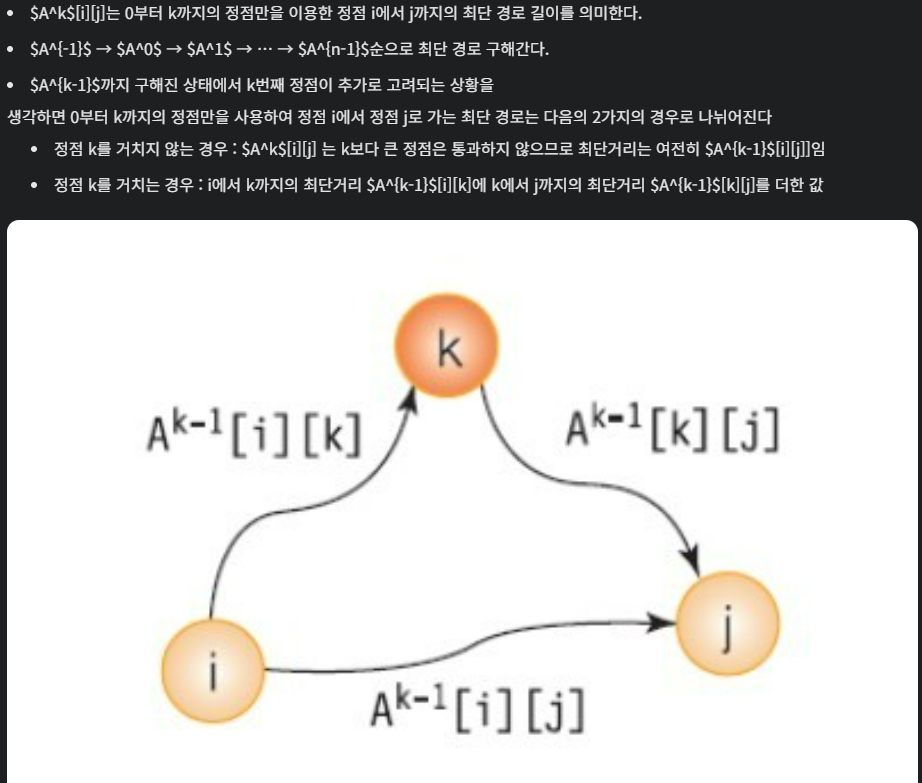 • $A^k$[i][j]는 0부터 k까지의 정점만을 이용한 정점 i에서 j까지의 최단 경로 길이를 의미한다.
• $A^{-1}$ → $A^0$ → $A^1$ → ⋯ → $A^{n-1}$순으로 최단 경로 구해간다.
• $A^{k-1}$까지 구해진 상태에서 k번째 정점이 추가로 고려되는 상황을
생각하면 0부터 k까지의 정점만을 사용하여 정점 i에서 정점 j로 가는 최단 경로는 다음의 2가지의 경우로 나뉘어진다
• 정점 k를 거치지 않는 경우 : $A^k$[i][j] 는 k보다 큰 정점은 통과하지 않으므로 최단거리는 여전히 $A^{k-1}$[i][j]]임
• 정점 k를 거치는 경우 : i에서 k까지의 최단거리 $A^{k-1}$[i][k]에 k에서 j까지의 최단거리 $A^{k-1}$[k][j]를 더한 값
k
A^{k-1}[i][k]
A^{k-1}[k][j]
j
i
A^{k-1}[i][j]